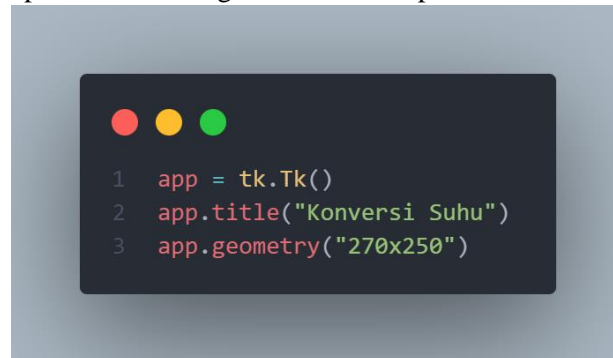 1 app = tk.Tk()
2 app.title("Konversi Suhu")
3 app.geometry("270x250")